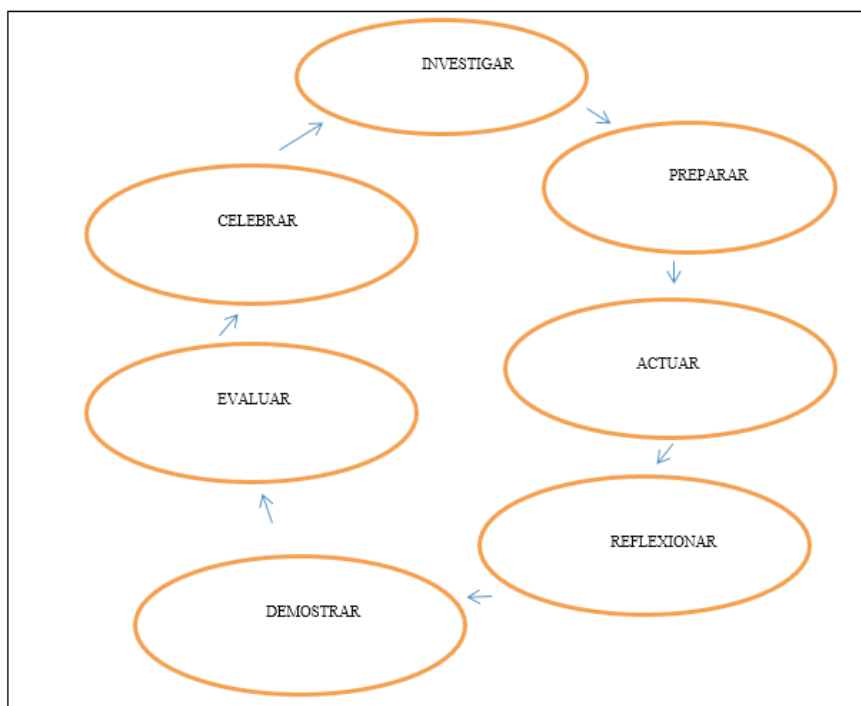 INVESTIGAR
PREPARAR
ACTUAR
REFLEXIONAR
DEMOSTRAR
EVALUAR
CELEBRAR